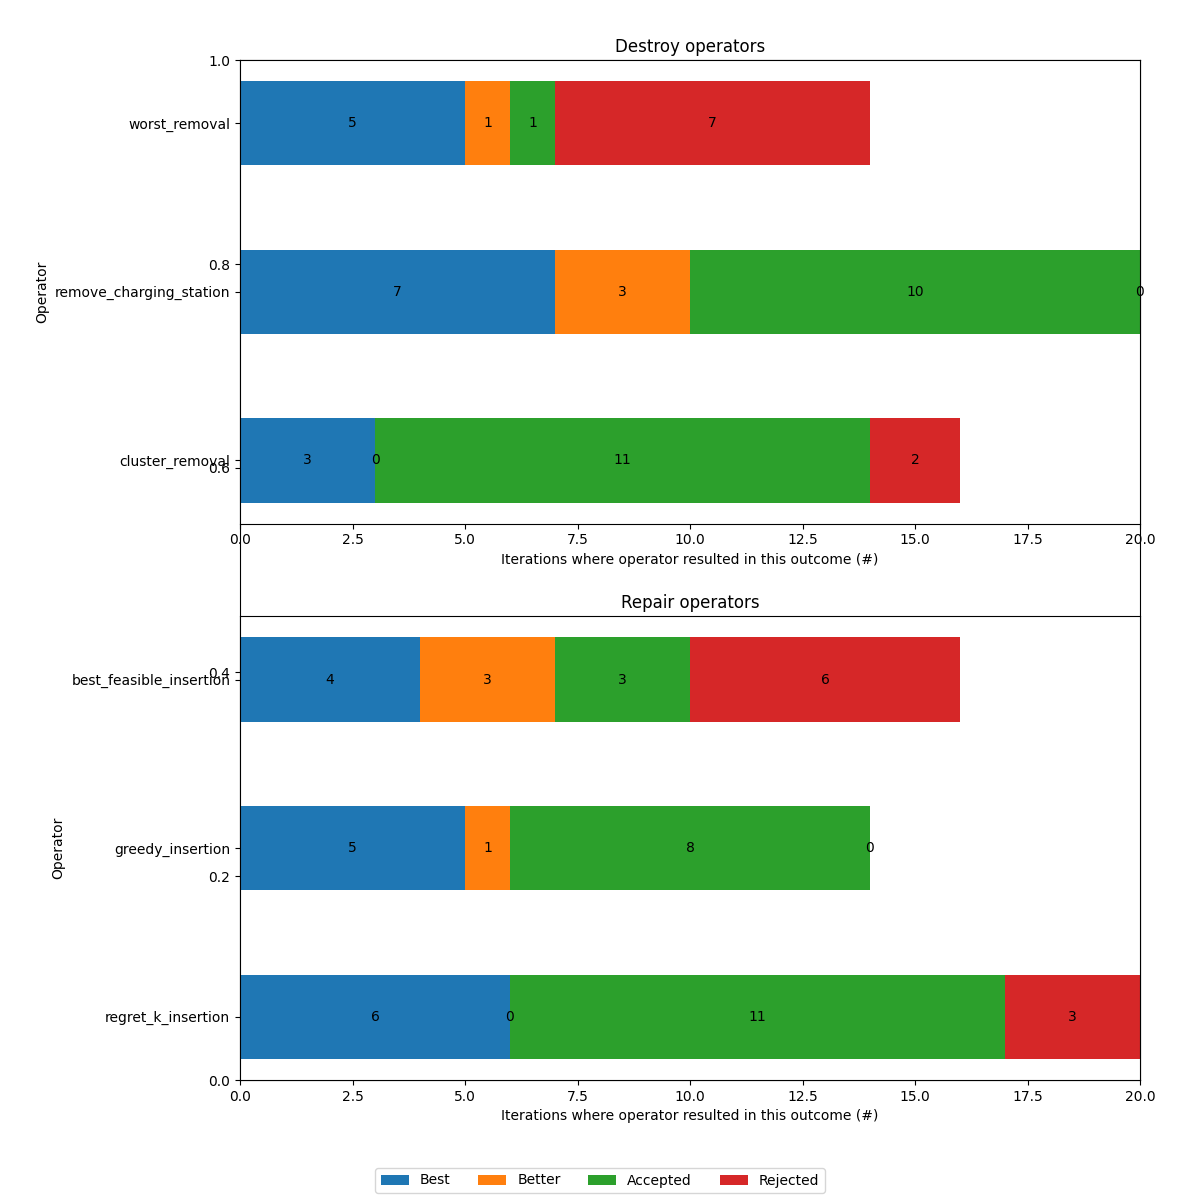 Destroy operators
1.0
worst_removal
5 1 1 7
0.8
remove_charging_station
7 3 10 0
Operator
cluster_removal
3 0 11 2
0.6
0.0 2.5 5.0 7.5 10.0 12.5 15.0 17.5 20.0
Iterations where operator resulted in this outcome (#)
Repair operators
0.4
best_feasible_insertion
4 3 3 6
greedy_insertion
5 1 8 0
Operator
0.2
regret_k_insertion
6 0 11 3
0.0
0.0 2.5 5.0 7.5 10.0 12.5 15.0 17.5 20.0
Iterations where operator resulted in this outcome (#)
Best Better Accepted Rejected